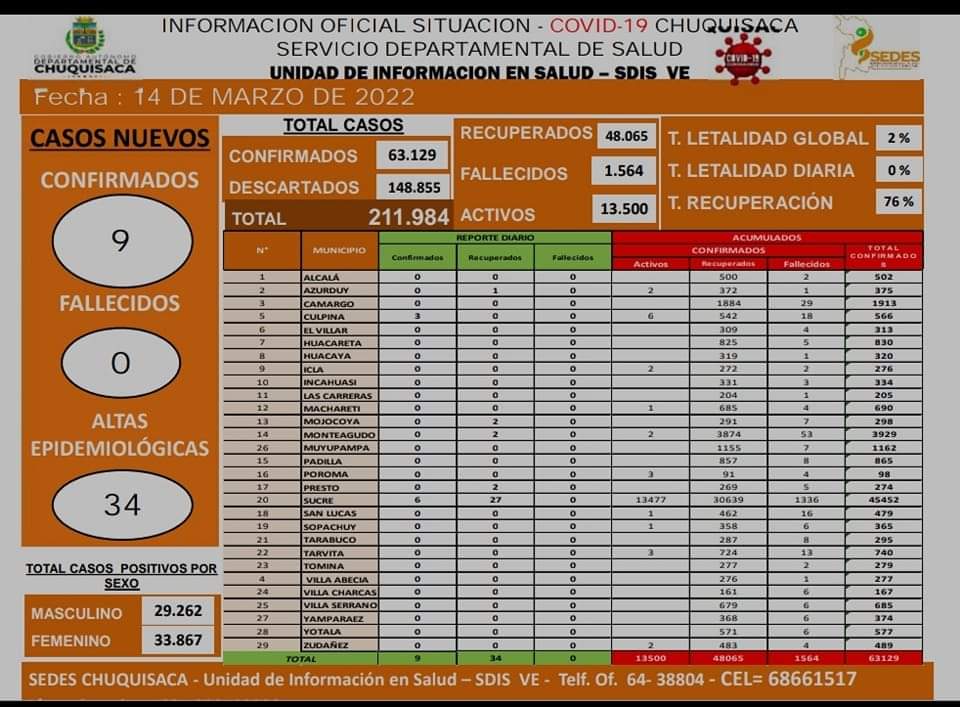 GOBIERNO AUTÓNOMO
DEPARTAMENTAL DE
CHUQUISACA
INFORMACION OFICIAL SITUACION - COVID-19 CHUQUISACA
SERVICIO DEPARTAMENTAL DE SALUD
UNIDAD DE INFORMACION EN SALUD – SDIS VE
COVID-19
SEDES
Fecha : 14 DE MARZO DE 2022
CASOS NUEVOS
CONFIRMADOS
9
FALLECIDOS
0
ALTAS
EPIDEMIOLÓGICAS
34
TOTAL CASOS POSITIVOS POR
SEXO
MASCULINO 29.262
FEMENINO 33.867
TOTAL CASOS
CONFIRMADOS 63.129
DESCARTADOS 148.855
TOTAL 211.984
RECUPERADOS 48.065
FALLECIDOS 1.564
ACTIVOS 13.500
T. LETALIDAD GLOBAL 2 %
T. LETALIDAD DIARIA 0 %
T. RECUPERACIÓN 76 %
N° MUNICIPIO REPORTE DIARIO ACUMULADOS
CONFIRMADOS TOTAL CONFIRMADOS
Confirmados Recuperados Fallecidos Activos Recuperados Fallecidos
1 ALCALÁ 0 0 0 500 2 502
2 AZURDUY 0 1 0 2 372 1 375
3 CAMARGO 0 0 0 1884 29 1913
5 CULPINA 3 0 0 6 542 18 566
6 EL VILLAR 0 0 0 309 4 313
7 HUACARETA 0 0 0 825 5 830
8 HUACAYA 0 0 0 319 1 320
9 ICLA 0 0 0 2 272 2 276
10 INCAHUASI 0 0 0 331 3 334
11 LAS CARRERAS 0 0 0 204 1 205
12 MACHARETI 0 0 0 1 685 4 690
13 MOJOCOYA 0 2 0 291 7 298
14 MONTEAGUDO 0 2 0 2 3874 53 3929
26 MUYUPAMPA 0 0 0 1155 7 1162
15 PADILLA 0 0 0 857 8 865
16 POROMA 0 0 0 3 91 4 98
17 PRESTO 0 2 0 269 5 274
20 SUCRE 6 27 0 13477 30639 1336 45452
18 SAN LUCAS 0 0 0 1 462 16 479
19 SOPACHUY 0 0 0 1 358 6 365
21 TARABUCO 0 0 0 287 8 295
22 TARVITA 0 0 0 3 724 13 740
23 TOMINA 0 0 0 277 2 279
4 VILLA ABECIA 0 0 0 276 1 277
24 VILLA CHARCAS 0 0 0 161 6 167
25 VILLA SERRANO 0 0 0 679 6 685
27 YAMPARAEZ 0 0 0 368 6 374
28 YOTALA 0 0 0 571 6 577
29 ZUDAÑEZ 0 0 0 2 483 4 489
TOTAL 9 34 0 13500 48065 1564 63129
SEDES CHUQUISACA - Unidad de Información en Salud – SDIS VE - Telf. Of. 64- 38804 - CEL= 68661517